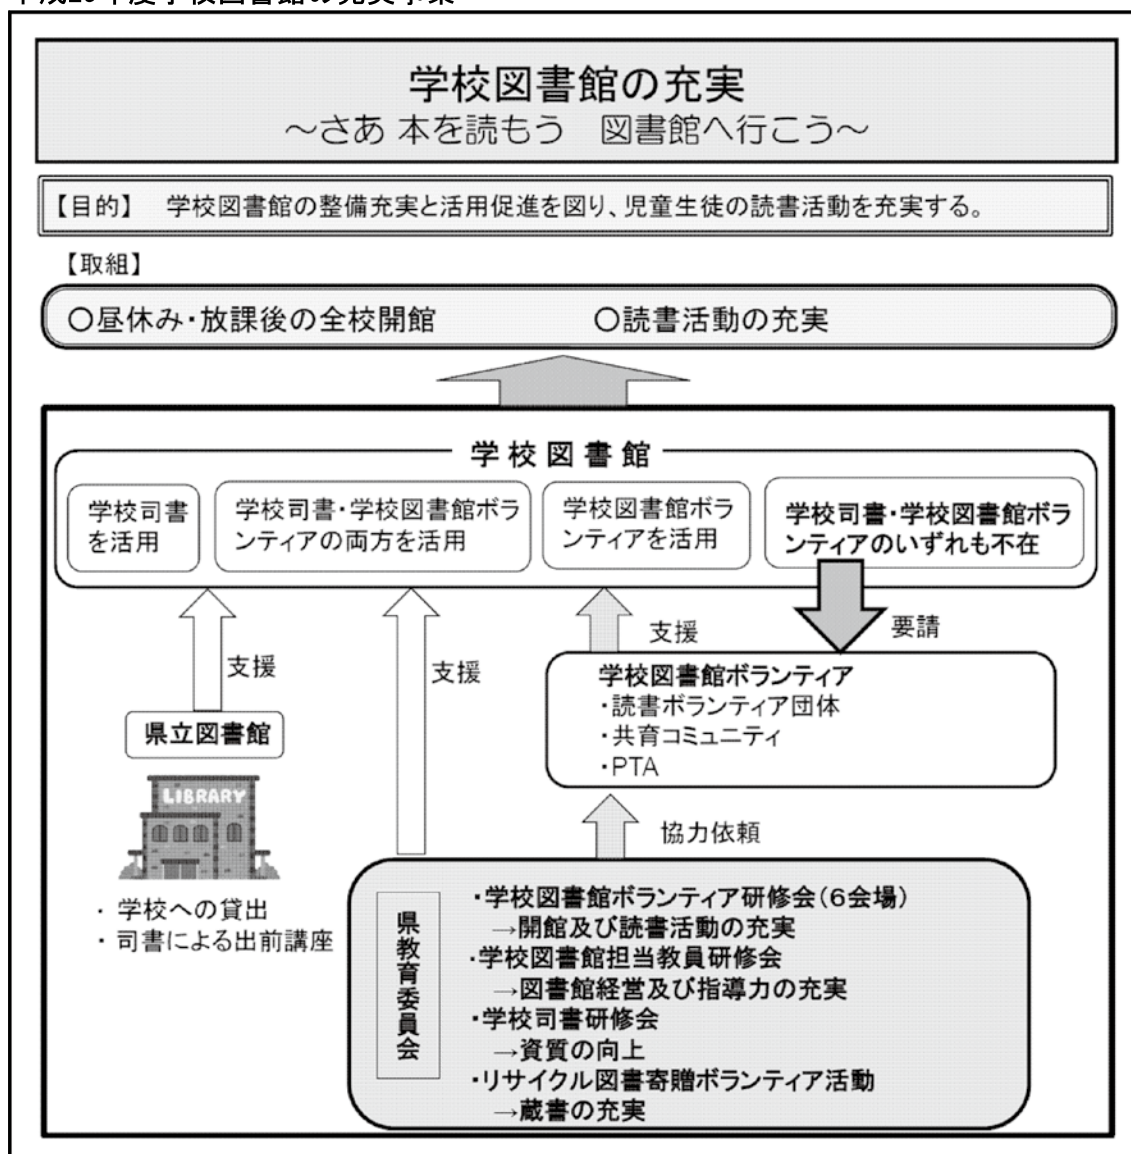 学校図書館の充実
～さあ 本を読もう　図書館へ行こう～
【目的】　学校図書館の整備充実と活用促進を図り、児童生徒の読書活動を充実する。
【取組】
○昼休み・放課後の全校開館　○読書活動の充実
学校図書館
学校司書
を活用
学校司書・学校図書館ボラ
ンティアの両方を活用
学校図書館ボラ
ンティアを活用
学校司書・学校図書館ボラ
ンティアのいずれも不在
支援
支援
支援
要請
県立図書館
LIBRARY
・ 学校への貸出
・ 司書による出前講座
学校図書館ボランティア
・読書ボランティア団体
・共育コミュニティ
・PTA
協力依頼
県教育委員会
・学校図書館ボランティア研修会(６会場)
→開館及び読書活動の充実
・学校図書館担当教員研修会
→図書館経営及び指導力の充実
・学校司書研修会
→資質の向上
・リサイクル図書寄贈ボランティア活動
→蔵書の充実